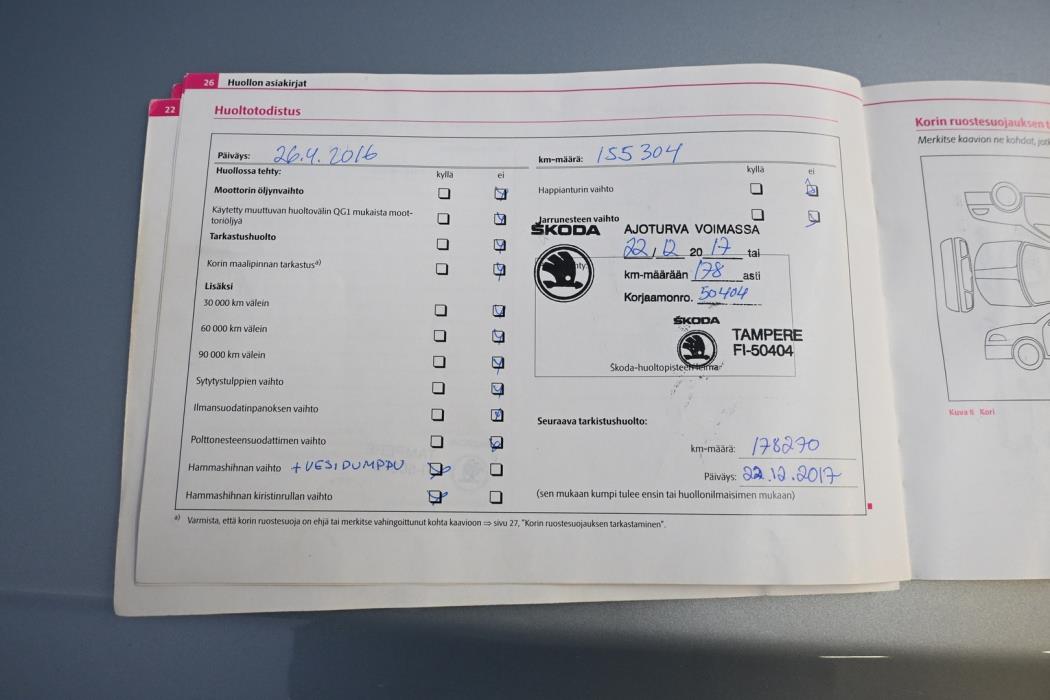 26 Huollon asiakirjat
22
Huoltotodistus
Päiväys: 26.4.2016 km-määrä: 155304
Huollossa tehty: kyllä ei kyllä ei
Moottorin öljynvaihto Happianturin vaihto
Käytetty muuttuvan huoltovälin QG1 mukaista moot-
toriöljyä
Jarrunesteen vaihto
Tarkastushuolto
Korin maalipinnan tarkastus a)
Lisäksi
30 000 km välein
60 000 km välein
90 000 km välein
Sytytystulppien vaihto
Ilmansuodatinpanoksen vaihto
Polttonesteensuodattimen vaihto
Hammashihnan vaihto + VESIPUMPPU
Hammashihnan kiristinrullan vaihto
ŠKODA AJOTURVA VOIMASSA
22/12 2017 tai
km-määrään 178 asti
Korjaamonro. 50404
ŠKODA
TAMPERE
FI-50404
Škoda-huoltopisteen leima
Seuraava tarkistushuolto:
km-määrä: 178270
Päiväys: 22.12.2017
(sen mukaan kumpi tulee ensin tai huollonilmaisimen mukaan)
a) Varmista, että korin ruostesuoja on ehjä tai merkitse vahingoittunut kohta kaavioon ⇒ sivu 27, "Korin ruostesuojauksen tarkastaminen".
Korin ruostesuojauksen t
Merkitse kaavion ne kohdat, jot
Kuva 6 Kori